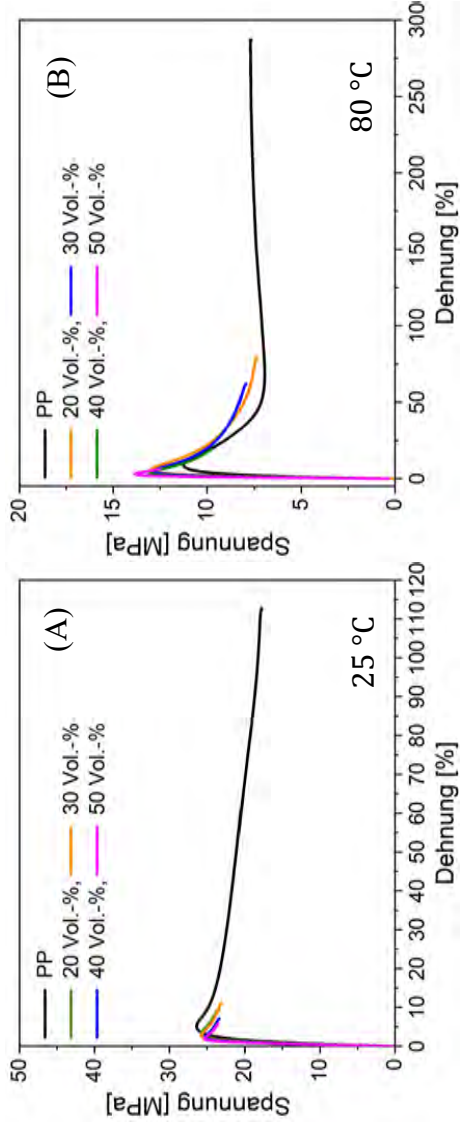 (A)
PP
20 Vol.-%, 30 Vol.-%
40 Vol.-%, 50 Vol.-%
50
40
30
20
10
0
Spannung [MPa]
25 °C
0 10 20 30 40 50 60 70 80 90 100 110 120
Dehnung [%]
(B)
PP
20 Vol.-%, 30 Vol.-%
40 Vol.-%, 50 Vol.-%
20
15
10
5
0
Spannung [MPa]
80 °C
0 50 100 150 200 250 300
Dehnung [%]